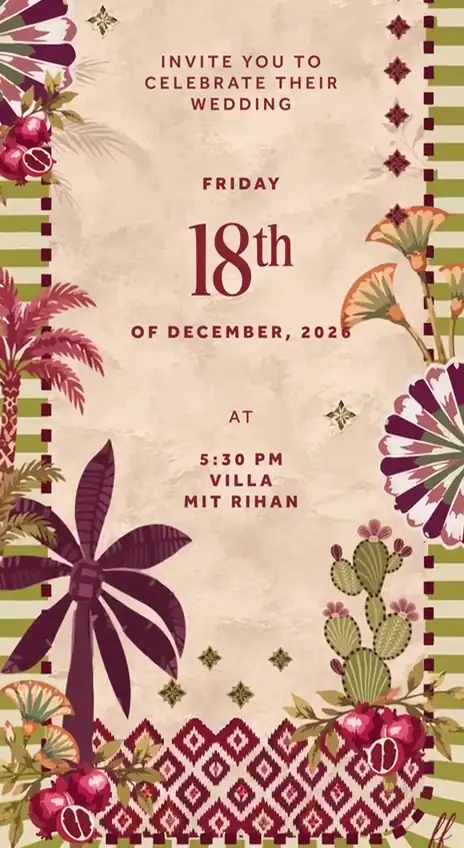 INVITE YOU TO
CELEBRATE THEIR
WEDDING
FRIDAY
18th
OF DECEMBER, 2026
AT
5:30 PM
VILLA
MIT RIHAN